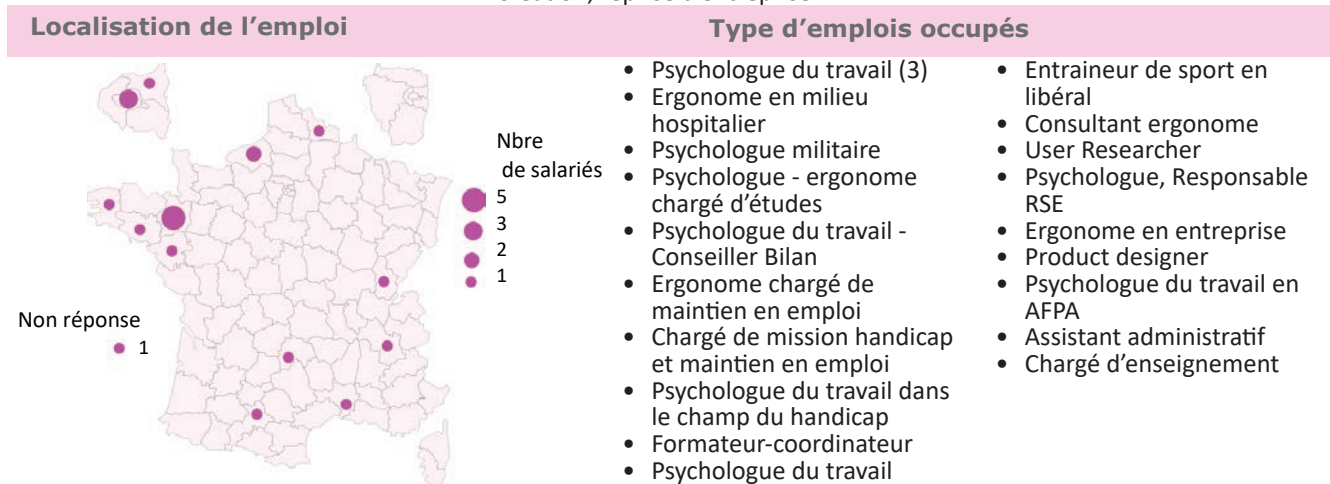 Localisation de l’emploi
Type d’emplois occupés
Nbre
de salariés
5
3
2
1
Non réponse
1
• Psychologue du travail (3)
• Ergonome en milieu
hospitalier
• Psychologue militaire
• Psychologue - ergonome
chargé d’études
• Psychologue du travail -
Conseiller Bilan
• Ergonome chargé de
maintien en emploi
• Chargé de mission handicap
et maintien en emploi
• Psychologue du travail dans
le champ du handicap
• Formateur-coordinateur
• Psychologue du travail
• Entraineur de sport en
libéral
• Consultant ergonome
• User Researcher
• Psychologue, Responsable
RSE
• Ergonome en entreprise
• Product designer
• Psychologue du travail en
AFPA
• Assistant administratif
• Chargé d’enseignement